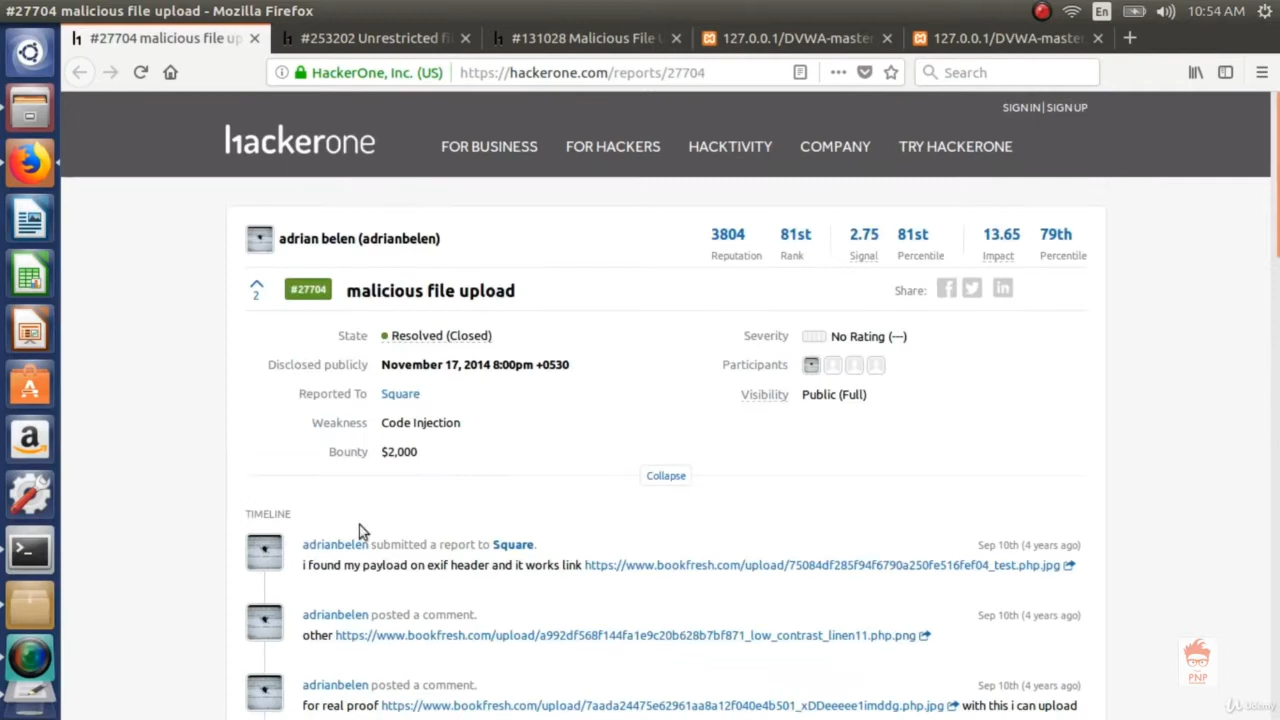 #27704 malicious file upload - Mozilla Firefox
En
10:54 AM
#27704 malicious file up
#253202 Unrestricted fi
#131028 Malicious File U
127.0.0.1/DVWA-master
127.0.0.1/DVWA-master
HackerOne, Inc. (US)
https://hackerone.com/reports/27704
Search
SIGN IN | SIGN UP
hackerone
FOR BUSINESS
FOR HACKERS
HACKTIVITY
COMPANY
TRY HACKERONE
adrian belen (adrianbelen)
3804
81st
2.75
81st
13.65
79th
Reputation
Rank
Signal
Percentile
Impact
Percentile
2
#27704
malicious file upload
Share:
State
Resolved (Closed)
Severity
No Rating (---)
Disclosed publicly
November 17, 2014 8:00pm +0530
Participants
Reported To
Square
Visibility
Public (Full)
Weakness
Code Injection
Bounty
$2,000
Collapse
TIMELINE
adrianbelen submitted a report to Square.
Sep 10th (4 years ago)
i found my payload on exif header and it works link https://www.bookfresh.com/upload/75084df285f94f6790a250fe516fef04_test.php.jpg
adrianbelen posted a comment.
Sep 10th (4 years ago)
other https://www.bookfresh.com/upload/a992df568f144fa1e9c20b628b7bf871_low_contrast_linen11.php.png
adrianbelen posted a comment.
Sep 10th (4 years ago)
for real proof https://www.bookfresh.com/upload/7aada24475e62961aa8a12f040e4b501_xDDeeeee1imddg.php.jpg with this i can upload
PNP
Udemy